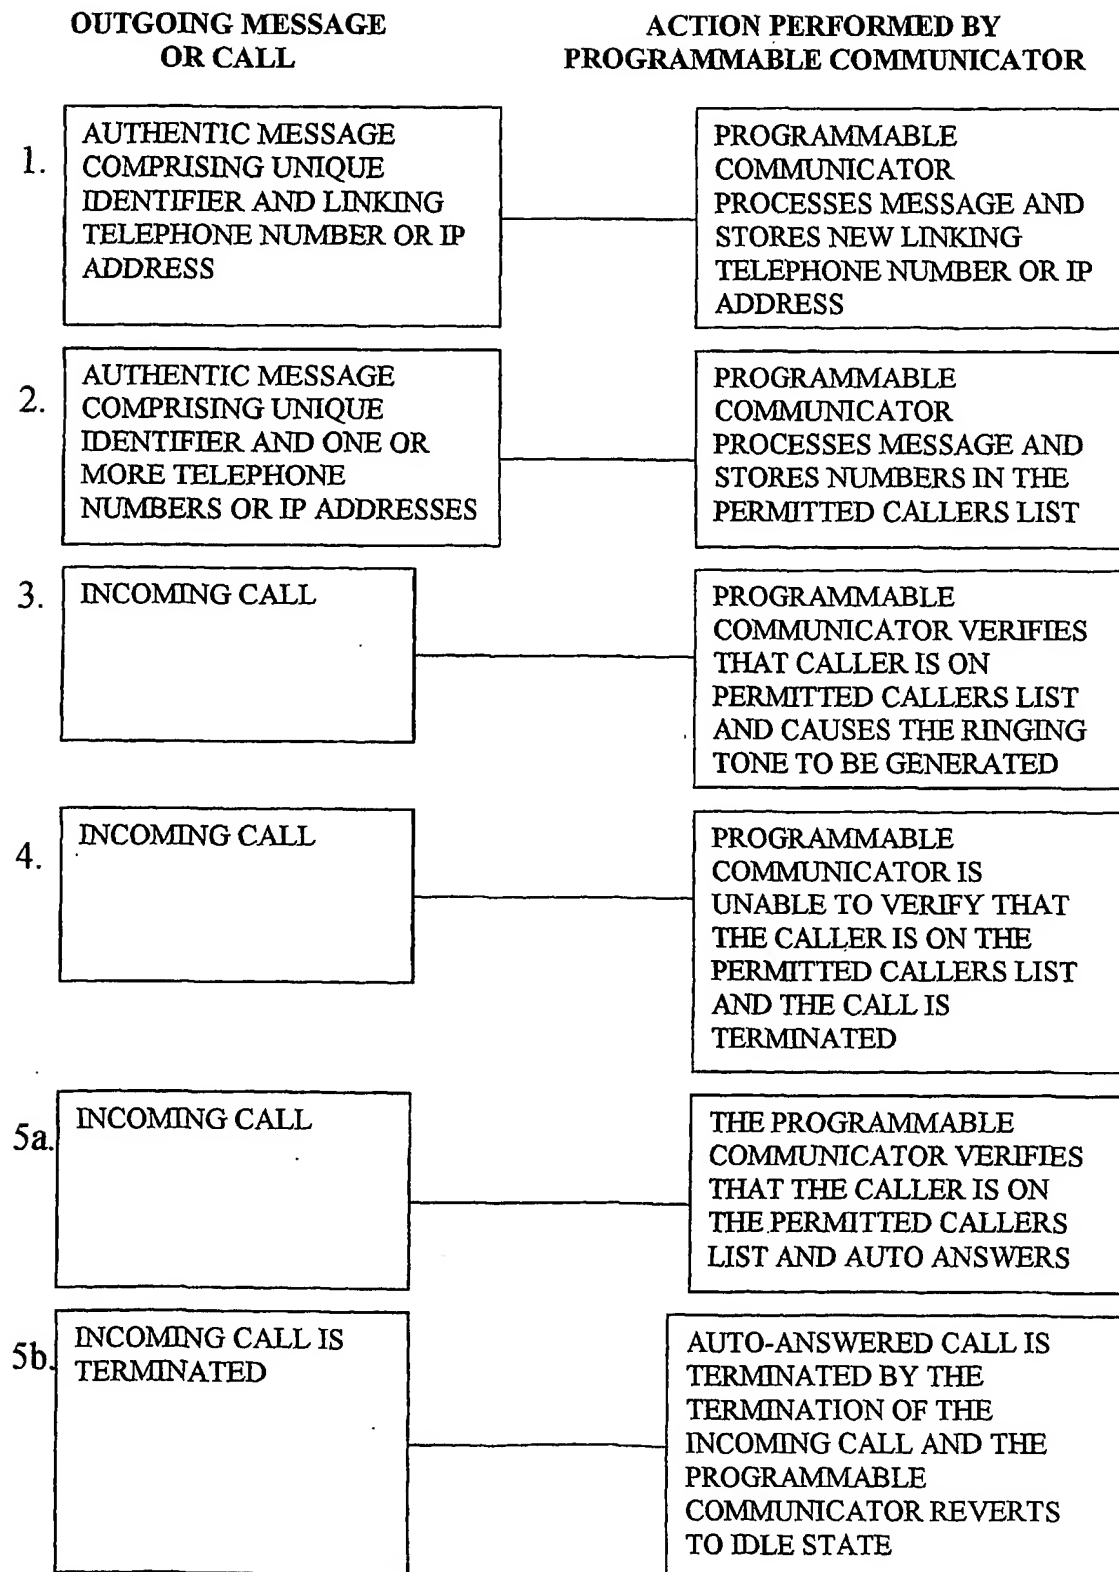 OUTGOING MESSAGE
OR CALL
ACTION PERFORMED BY
PROGRAMMABLE COMMUNICATOR
1.
AUTHENTIC MESSAGE
COMPRISING UNIQUE
IDENTIFIER AND LINKING
TELEPHONE NUMBER OR IP
ADDRESS
PROGRAMMABLE
COMMUNICATOR
PROCESSES MESSAGE AND
STORES NEW LINKING
TELEPHONE NUMBER OR IP
ADDRESS
2.
AUTHENTIC MESSAGE
COMPRISING UNIQUE
IDENTIFIER AND ONE OR
MORE TELEPHONE
NUMBERS OR IP ADDRESSES
PROGRAMMABLE
COMMUNICATOR
PROCESSES MESSAGE AND
STORES NUMBERS IN THE
PERMITTED CALLERS LIST
3.
INCOMING CALL
PROGRAMMABLE
COMMUNICATOR VERIFIES
THAT CALLER IS ON
PERMITTED CALLERS LIST
AND CAUSES THE RINGING
TONE TO BE GENERATED
4.
INCOMING CALL
PROGRAMMABLE
COMMUNICATOR IS
UNABLE TO VERIFY THAT
THE CALLER IS ON THE
PERMITTED CALLERS LIST
AND THE CALL IS
TERMINATED
5a.
INCOMING CALL
THE PROGRAMMABLE
COMMUNICATOR VERIFIES
THAT THE CALLER IS ON
THE PERMITTED CALLERS
LIST AND AUTO ANSWERS
5b.
INCOMING CALL IS
TERMINATED
AUTO-ANSWERED CALL IS
TERMINATED BY THE
TERMINATION OF THE
INCOMING CALL AND THE
PROGRAMMABLE
COMMUNICATOR REVERTS
TO IDLE STATE